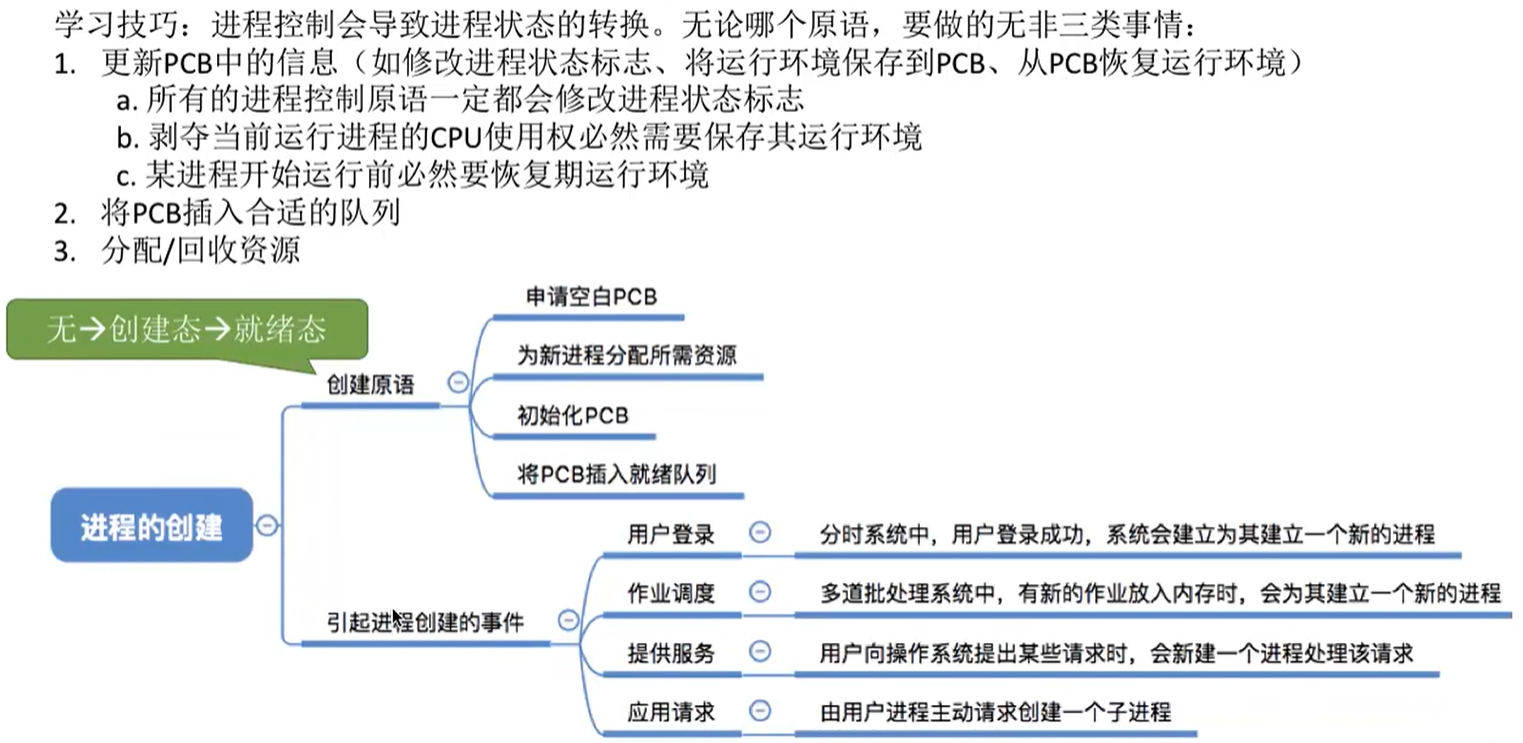 学习技巧：进程控制会导致进程状态的转换。无论哪个原语，要做的无非三类事情：
1. 更新PCB中的信息（如修改进程状态标志、将运行环境保存到PCB、从PCB恢复运行环境）
a. 所有的进程控制原语一定都会修改进程状态标志
b. 剥夺当前运行进程的CPU使用权必然需要保存其运行环境
c. 某进程开始运行前必然要恢复期运行环境
2. 将PCB插入合适的队列
3. 分配/回收资源
无→创建态→就绪态
进程的创建
创建原语
申请空白PCB
为新进程分配所需资源
初始化PCB
将PCB插入就绪队列
引起进程创建的事件
用户登录
分时系统中，用户登录成功，系统会建立为其建立一个新的进程
作业调度
多道批处理系统中，有新的作业放入内存时，会为其建立一个新的进程
提供服务
用户向操作系统提出某些请求时，会新建一个进程处理该请求
应用请求
由用户进程主动请求创建一个子进程